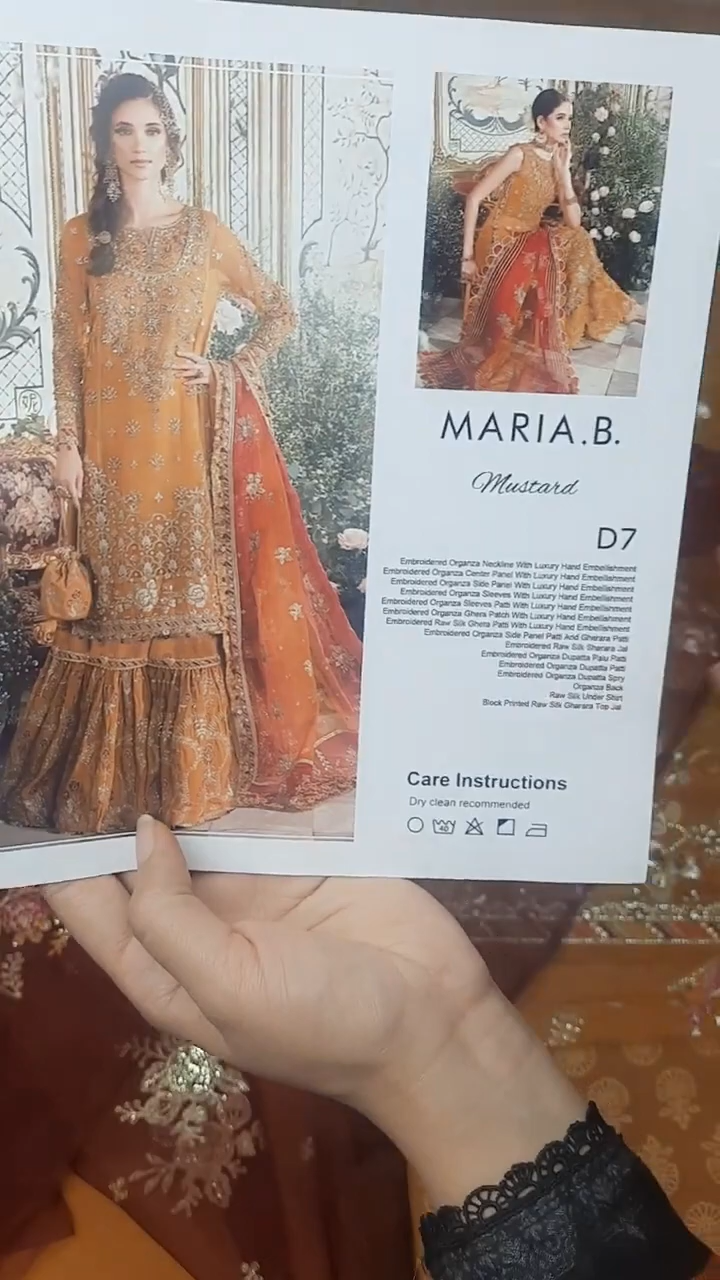 MARIA.B.
Mustard
D7
Embroidered Organza Neckline With Luxury Hand Embellishment
Embroidered Organza Center Panel With Luxury Hand Embellishment
Embroidered Organza Side Panel With Luxury Hand Embellishment
Embroidered Organza Sleeves With Luxury Hand Embellishment
Embroidered Organza Sleeves Patti With Luxury Hand Embellishment
Embroidered Organza Ghera Patch With Luxury Hand Embellishment
Embroidered Raw Silk Ghera Patti With Luxury Hand Embellishment
Embroidered Organza Side Panel Patti And Gharara Patti
Embroidered Raw Silk Sharara Jal
Embroidered Organza Dupatta Palu Patti
Embroidered Organza Dupatta Patti
Embroidered Organza Dupatta Spry
Organza Back
Raw Silk Under Shirt
Block Printed Raw Silk Gharara Top Jal
Care Instructions
Dry clean recommended
40